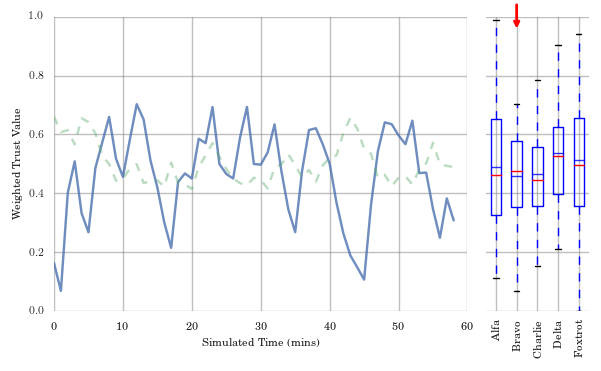 1.0
0.8
0.6
0.4
0.2
0.0
Weighted Trust Value
0 10 20 30 40 50 60
Simulated Time (mins)
Alfa
Bravo
Charlie
Delta
Foxtrot